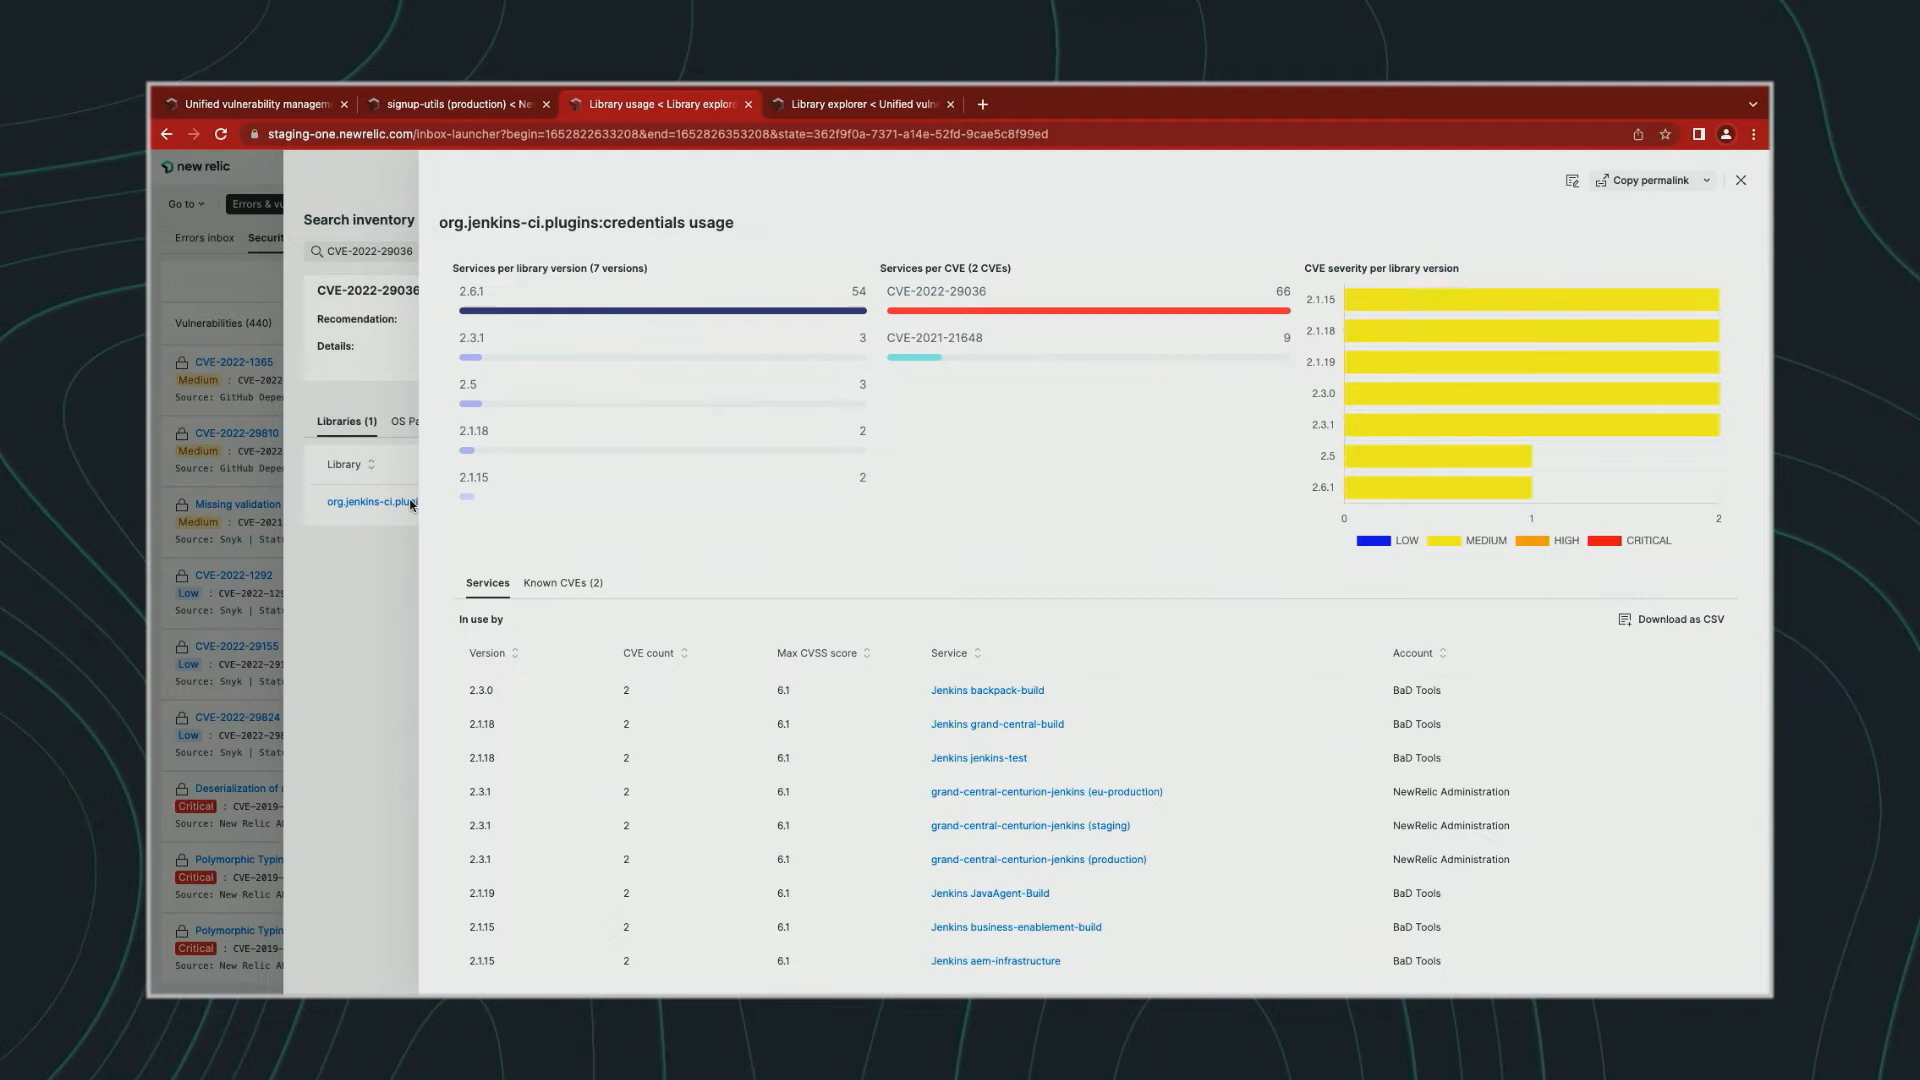 Unified vulnerability managem
signup-utils (production) < Ne
Library usage < Library explore
Library explorer < Unified vuln
staging-one.newrelic.com/inbox-launcher?begin=1652822633208&end=1652826353208&state=362f9f0a-7371-a14e-52fd-9cae5c8f99ed
new relic
Go to
Errors & vu
Errors inbox
Securit
Vulnerabilities (440)
CVE-2022-1365
Medium : CVE-2022
Source: GitHub Depe
CVE-2022-29810
Medium : CVE-2022
Source: GitHub Depe
Missing validation
Medium : CVE-2021
Source: Snyk | Stat
CVE-2022-1292
Low : CVE-2022-129
Source: Snyk | Stat
CVE-2022-29155
Low : CVE-2022-291
Source: Snyk | Stat
CVE-2022-29824
Low : CVE-2022-298
Source: Snyk | Stat
Deserialization of
Critical : CVE-2019-
Source: New Relic A
Polymorphic Typin
Critical : CVE-2019-
Source: New Relic A
Polymorphic Typin
Critical : CVE-2019-
Source: New Relic A
Search inventory
CVE-2022-29036
CVE-2022-29036
Recomendation:
Details:
Libraries (1)
OS Pa
Library
org.jenkins-ci.plugi
Copy permalink
org.jenkins-ci.plugins:credentials usage
Services per library version (7 versions)
2.6.1 54
2.3.1 3
2.5 3
2.1.18 2
2.1.15 2
Services per CVE (2 CVEs)
CVE-2022-29036 66
CVE-2021-21648 9
CVE severity per library version
2.1.15
2.1.18
2.1.19
2.3.0
2.3.1
2.5
2.6.1
0 1 2
LOW MEDIUM HIGH CRITICAL
Services Known CVEs (2)
In use by
Download as CSV
Version CVE count Max CVSS score Service Account
2.3.0 2 6.1 Jenkins backpack-build BaD Tools
2.1.18 2 6.1 Jenkins grand-central-build BaD Tools
2.1.18 2 6.1 Jenkins jenkins-test BaD Tools
2.3.1 2 6.1 grand-central-centurion-jenkins (eu-production) NewRelic Administration
2.3.1 2 6.1 grand-central-centurion-jenkins (staging) NewRelic Administration
2.3.1 2 6.1 grand-central-centurion-jenkins (production) NewRelic Administration
2.1.19 2 6.1 Jenkins JavaAgent-Build BaD Tools
2.1.15 2 6.1 Jenkins business-enablement-build BaD Tools
2.1.15 2 6.1 Jenkins aem-infrastructure BaD Tools